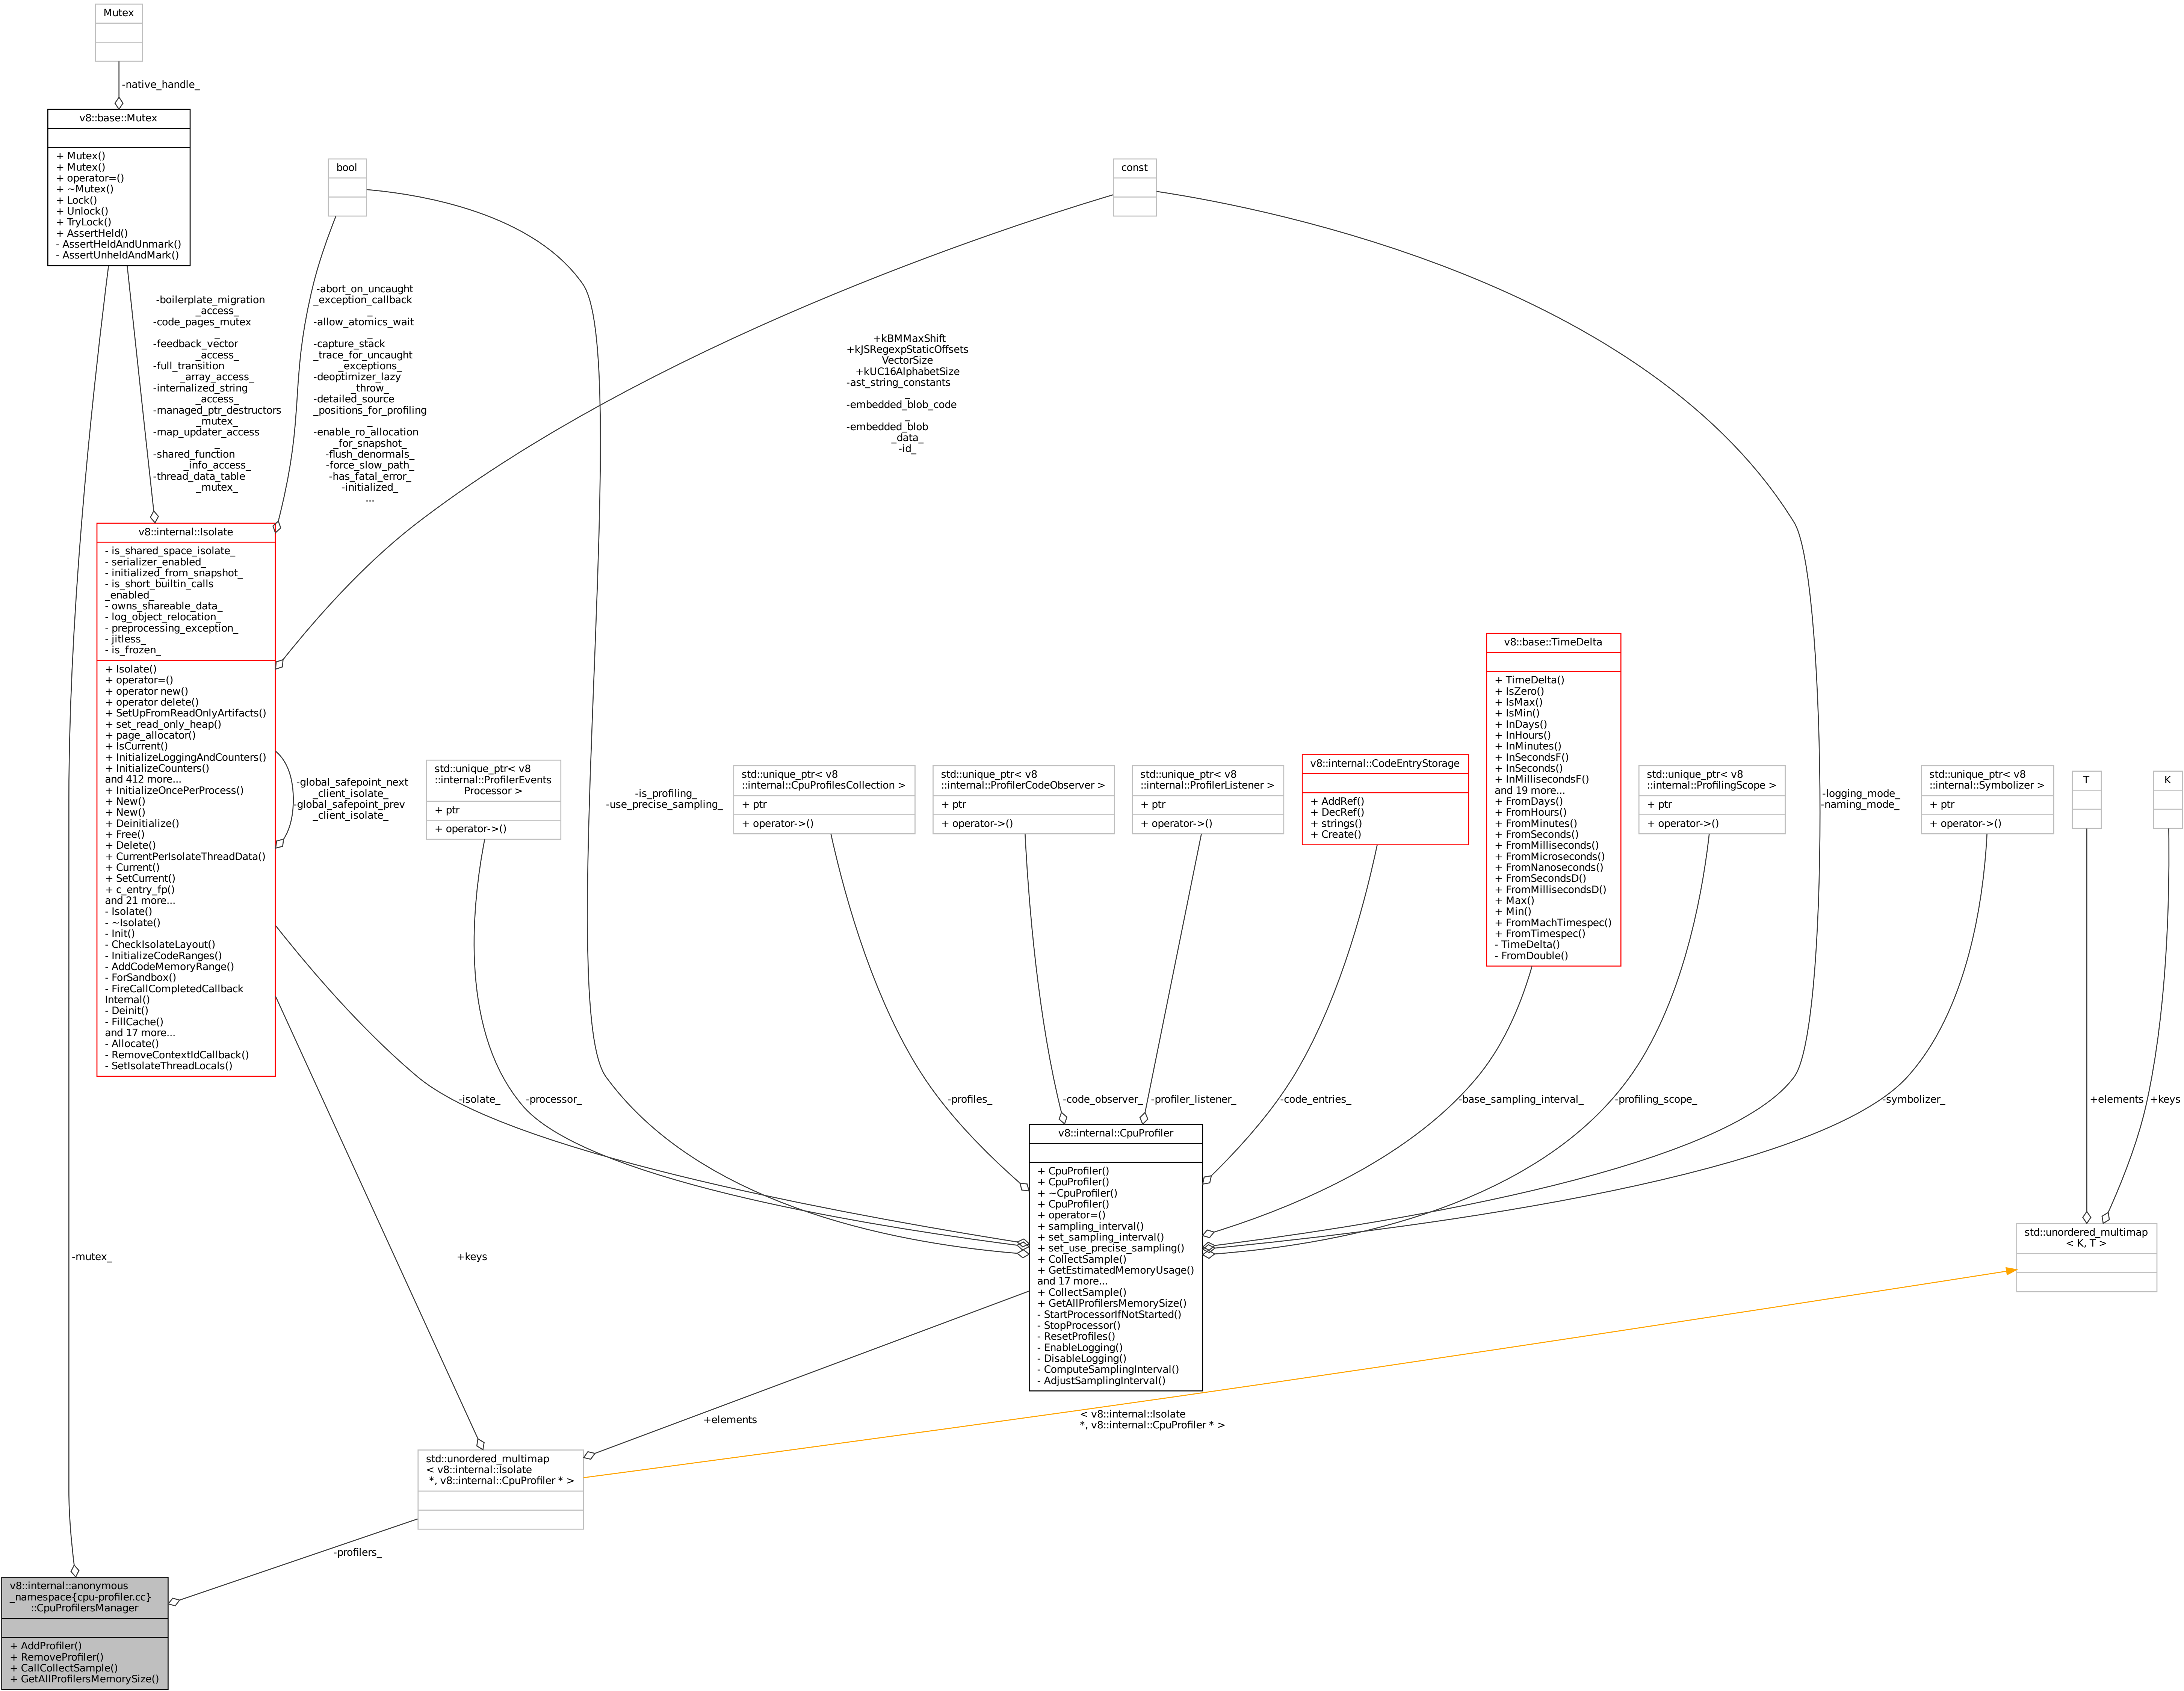 Mutex
-native_handle_
v8::base::Mutex
+ Mutex()
+ Mutex()
+ operator=()
+ ~Mutex()
+ Lock()
+ Unlock()
+ TryLock()
+ AssertHeld()
- AssertHeldAndUnmark()
- AssertUnheldAndMark()
bool
const
-boilerplate_migration
_access_
-code_pages_mutex
_
-feedback_vector
_access_
-full_transition
_array_access_
-internalized_string
_access_
-managed_ptr_destructors
_mutex_
-map_updater_access
_
-shared_function
_info_access_
-thread_data_table
_mutex_
-abort_on_uncaught
_exception_callback
_
-allow_atomics_wait
_
-capture_stack
_trace_for_uncaught
_exceptions_
-deoptimizer_lazy
_throw_
-detailed_source
_positions_for_profiling
_
-enable_ro_allocation
_for_snapshot_
-flush_denormals_
-force_slow_path_
-has_fatal_error_
-initialized_
...
+kBMMaxShift
+kJSRegexpStaticOffsets
VectorSize
+kUC16AlphabetSize
-ast_string_constants
_
-embedded_blob_code
_
-embedded_blob
_data_
-id_
v8::internal::Isolate
- is_shared_space_isolate_
- serializer_enabled_
- initialized_from_snapshot_
- is_short_builtin_calls
_enabled_
- owns_shareable_data_
- log_object_relocation_
- preprocessing_exception_
- jitless_
- is_frozen_
+ Isolate()
+ operator=()
+ operator new()
+ operator delete()
+ SetUpFromReadOnlyArtifacts()
+ set_read_only_heap()
+ page_allocator()
+ IsCurrent()
+ InitializeLoggingAndCounters()
+ InitializeCounters()
and 412 more...
+ InitializeOncePerProcess()
+ New()
+ New()
+ Deinitialize()
+ Free()
+ Delete()
+ CurrentPerIsolateThreadData()
+ Current()
+ SetCurrent()
+ c_entry_fp()
and 21 more...
- Isolate()
- ~Isolate()
- Init()
- CheckIsolateLayout()
- InitializeCodeRanges()
- AddCodeMemoryRange()
- ForSandbox()
- FireCallCompletedCallback
Internal()
- Deinit()
- FillCache()
and 17 more...
- Allocate()
- RemoveContextIdCallback()
- SetIsolateThreadLocals()
-global_safepoint_next
_client_isolate_
-global_safepoint_prev
_client_isolate_
std::unique_ptr< v8
::internal::ProfilerEvents
Processor >
+ ptr
+ operator->()
-is_profiling_
-use_precise_sampling_
std::unique_ptr< v8
::internal::CpuProfilesCollection >
+ ptr
+ operator->()
std::unique_ptr< v8
::internal::ProfilerCodeObserver >
+ ptr
+ operator->()
std::unique_ptr< v8
::internal::ProfilerListener >
+ ptr
+ operator->()
v8::internal::CodeEntryStorage
+ AddRef()
+ DecRef()
+ strings()
+ Create()
v8::base::TimeDelta
+ TimeDelta()
+ IsZero()
+ IsMax()
+ IsMin()
+ InDays()
+ InHours()
+ InMinutes()
+ InSecondsF()
+ InSeconds()
+ InMillisecondsF()
and 19 more...
+ FromDays()
+ FromHours()
+ FromMinutes()
+ FromSeconds()
+ FromMilliseconds()
+ FromMicroseconds()
+ FromNanoseconds()
+ FromSecondsD()
+ FromMillisecondsD()
+ Max()
+ Min()
+ FromMachTimespec()
+ FromTimespec()
- TimeDelta()
- FromDouble()
std::unique_ptr< v8
::internal::ProfilingScope >
+ ptr
+ operator->()
-logging_mode_
-naming_mode_
std::unique_ptr< v8
::internal::Symbolizer >
+ ptr
+ operator->()
T
K
-isolate_
-processor_
-profiles_
-code_observer_
-profiler_listener_
-code_entries_
-base_sampling_interval_
-profiling_scope_
-symbolizer_
+elements
+keys
v8::internal::CpuProfiler
+ CpuProfiler()
+ CpuProfiler()
+ ~CpuProfiler()
+ CpuProfiler()
+ operator=()
+ sampling_interval()
+ set_sampling_interval()
+ set_use_precise_sampling()
+ CollectSample()
+ GetEstimatedMemoryUsage()
and 17 more...
+ CollectSample()
+ GetAllProfilersMemorySize()
- StartProcessorIfNotStarted()
- StopProcessor()
- ResetProfiles()
- EnableLogging()
- DisableLogging()
- ComputeSamplingInterval()
- AdjustSamplingInterval()
std::unordered_multimap
< K, T >
-mutex_
+keys
+elements
< v8::internal::Isolate
*, v8::internal::CpuProfiler * >
std::unordered_multimap
< v8::internal::Isolate
*, v8::internal::CpuProfiler * >
-profilers_
v8::internal::anonymous
_namespace{cpu-profiler.cc}
::CpuProfilersManager
+ AddProfiler()
+ RemoveProfiler()
+ CallCollectSample()
+ GetAllProfilersMemorySize()